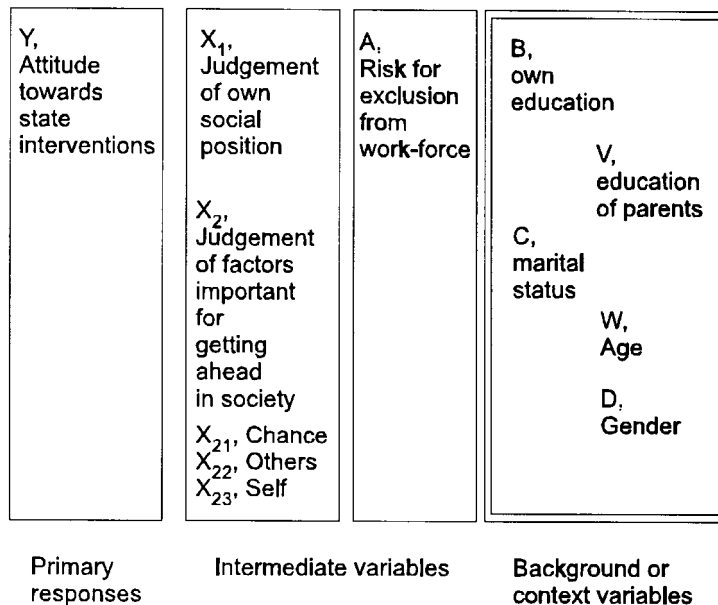 Y,
Attitude
towards
state
interventions
X1,
Judgement
of own
social
position
X2,
Judgement
of factors
important
for
getting
ahead
in society
X21, Chance
X22, Others
X23, Self
A,
Risk for
exclusion
from
work-force
B,
own
education
V,
education
of parents
C,
marital
status
W,
Age
D,
Gender
Primary
responses
Intermediate variables
Background or
context variables